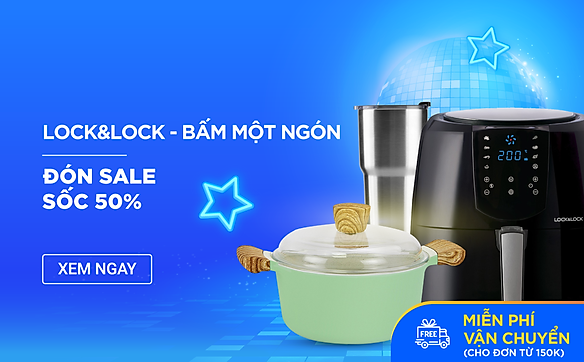 LOCK&LOCK - BẤM MỘT NGÓN
ĐÓN SALE
SỐC 50%
XEM NGAY
200
LOCK&LOCK
FREE
MIỄN PHÍ
VẬN CHUYỂN
(CHO ĐƠN TỪ 150K)